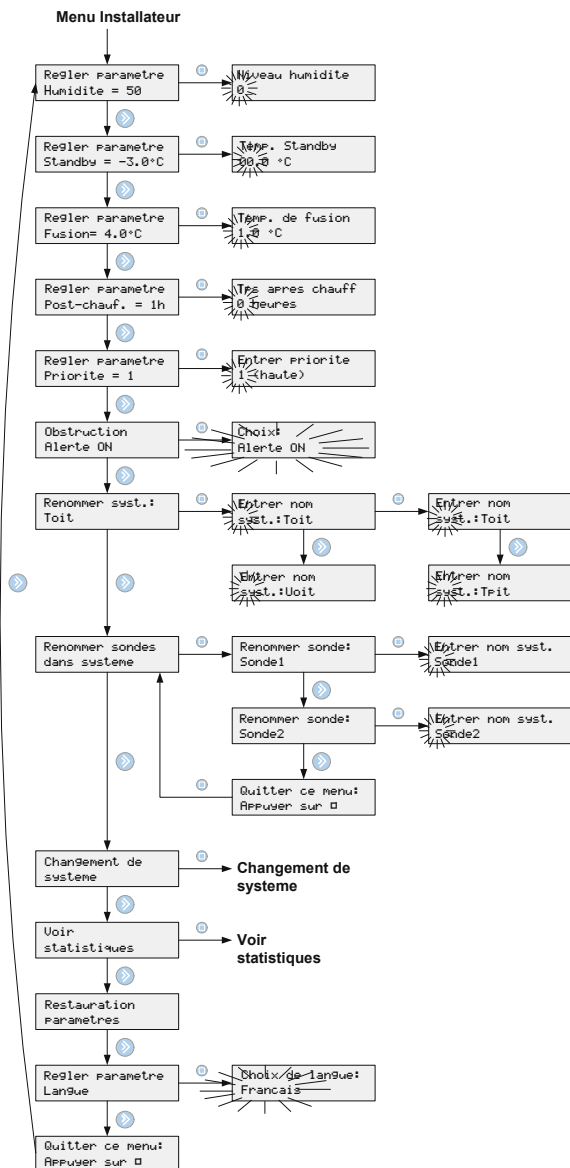 Menu Installateur
Regler parametre
Humidite = 50
Niveau humidite
0
Regler parametre
Standby = -3.0°C
Temp. Standby
00.0 °C
Regler parametre
Fusion= 4.0°C
Temp. de fusion
1.0 °C
Regler parametre
Post-chauf. = 1h
Tps apres chauff
0 heures
Regler parametre
Priorite = 1
Entrer priorite
1 (haute)
Obstruction
Alerte ON
Choix:
Alerte ON
Renommer syst.:
Toit
Entrer nom
syst.:Toit
Entrer nom
syst.:Toit
Entrer nom
syst.:Uoit
Entrer nom
syst.:Tpit
Renommer sondes
dans systeme
Renommer sonde:
Sonde1
Entrer nom syst.
Sonde1
Renommer sonde:
Sonde2
Entrer nom syst.
Sonde2
Quitter ce menu:
Appuyer sur □
Changement de
systeme
Changement de
systeme
Voir
statistiques
Voir
statistiques
Restauration
parametres
Regler parametre
Langue
Choix de langue:
Francais
Quitter ce menu:
Appuyer sur □